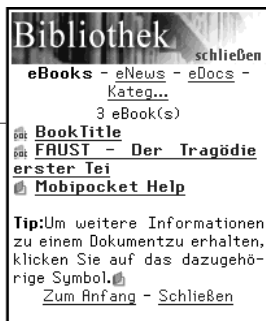 Bibliothek
schließen
eBooks – eNews – eDocs –
Kateg...
3 eBook(s)
BookTitle
FAUST – Der Tragödie
erster Tei
Mobipocket Help
Tip:Um weitere Informationen
zu einem Dokumentzu erhalten,
klicken Sie auf das dazugehö-
rige Symbol.
Zum Anfang – Schließen